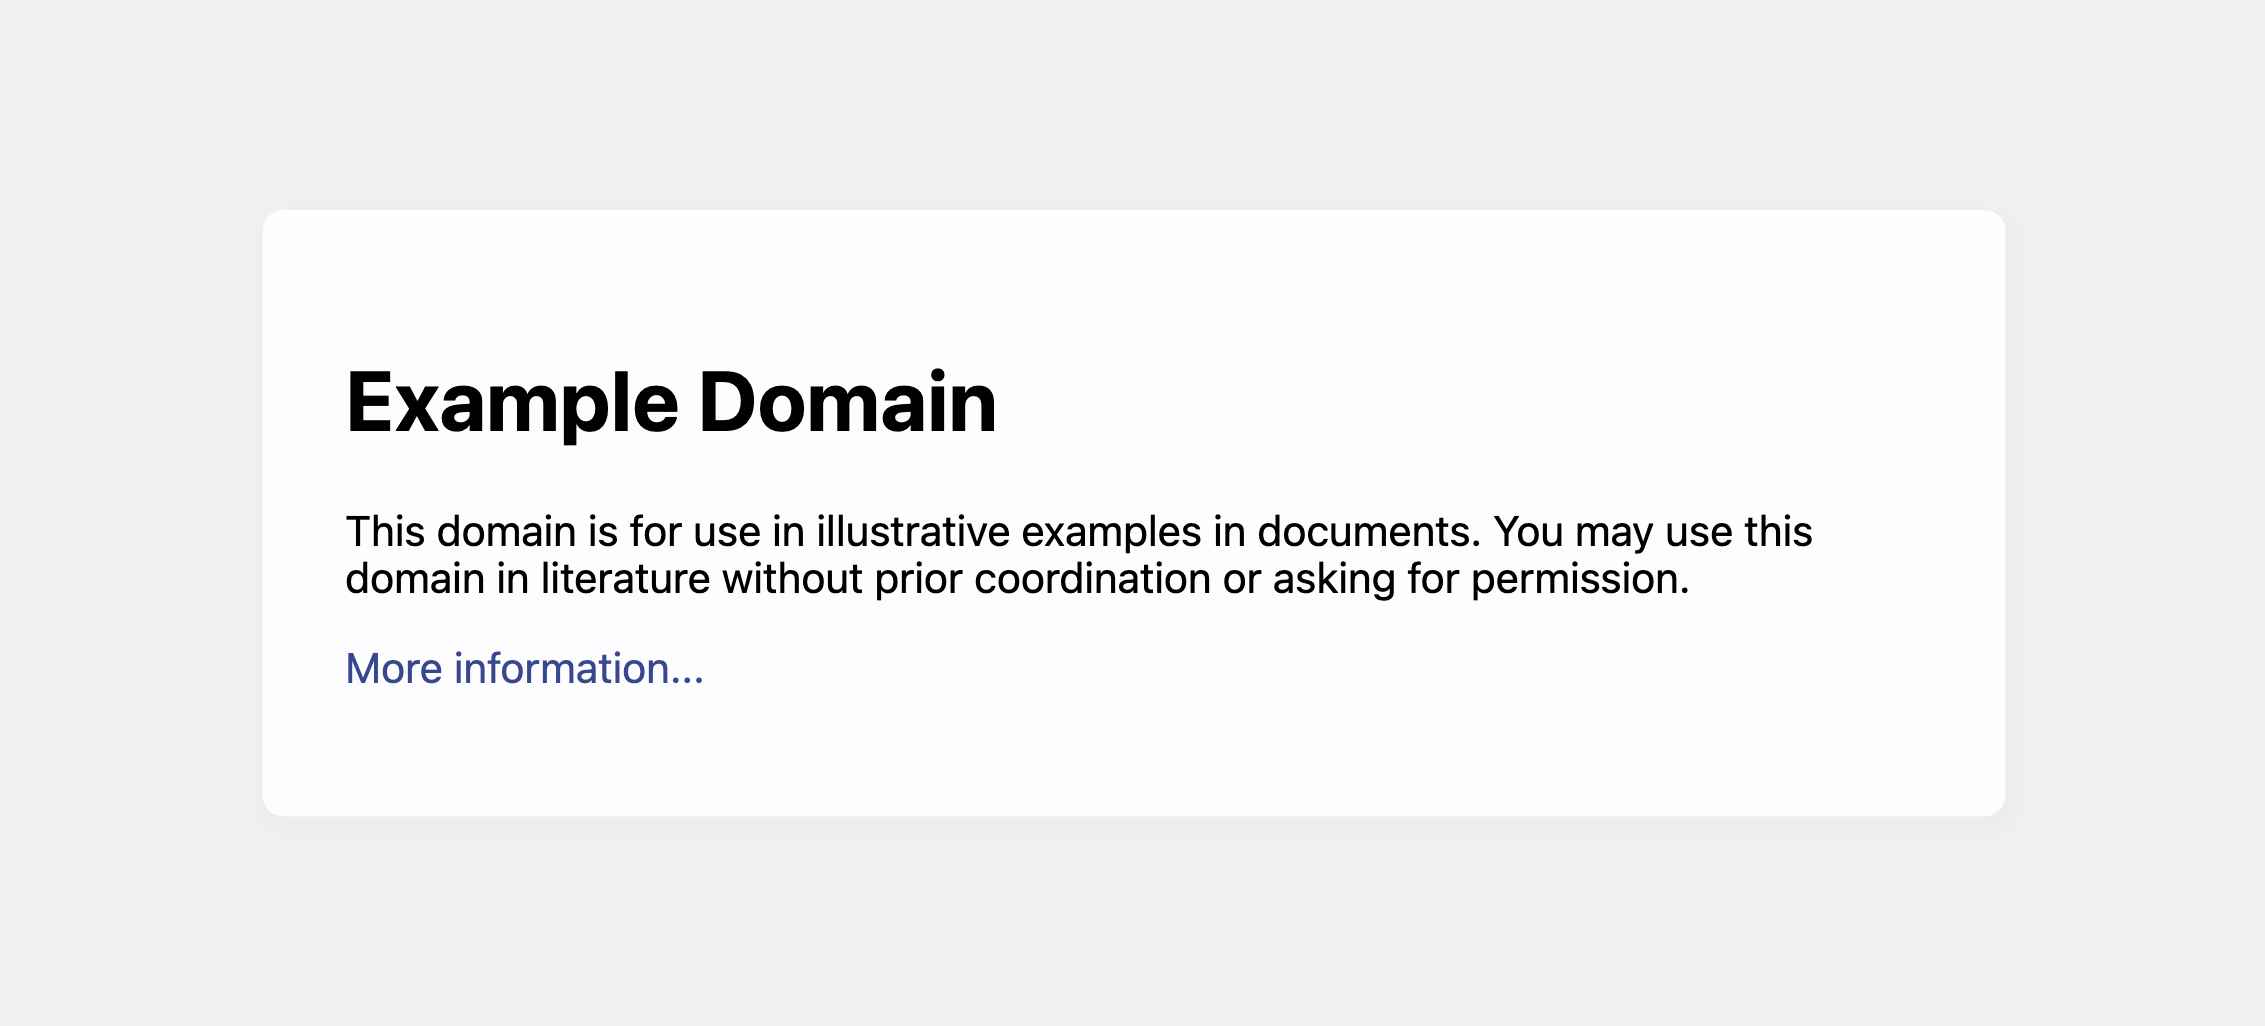 Example Domain
This domain is for use in illustrative examples in documents. You may use this
domain in literature without prior coordination or asking for permission.
More information...